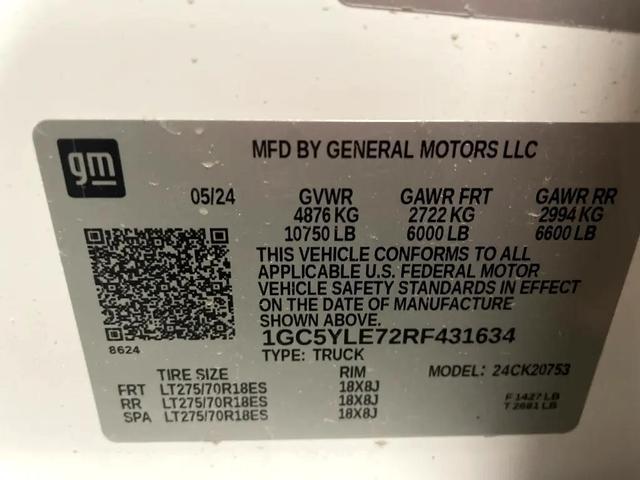 gm
MFD BY GENERAL MOTORS LLC
05/24 GVWR GAWR FRT GAWR RR
4876 KG 2722 KG 2994 KG
10750 LB 6000 LB 6600 LB
THIS VEHICLE CONFORMS TO ALL
APPLICABLE U.S. FEDERAL MOTOR
VEHICLE SAFETY STANDARDS IN EFFECT
ON THE DATE OF MANUFACTURE
SHOWN ABOVE.
1GC5YLE72RF431634
8624
TYPE: TRUCK MODEL: 24CK20753
TIRE SIZE RIM
FRT LT275/70R18ES 18X8J
RR LT275/70R18ES 18X8J
SPA LT275/70R18ES 18X8J
F 1427 LB
T 2681 LB